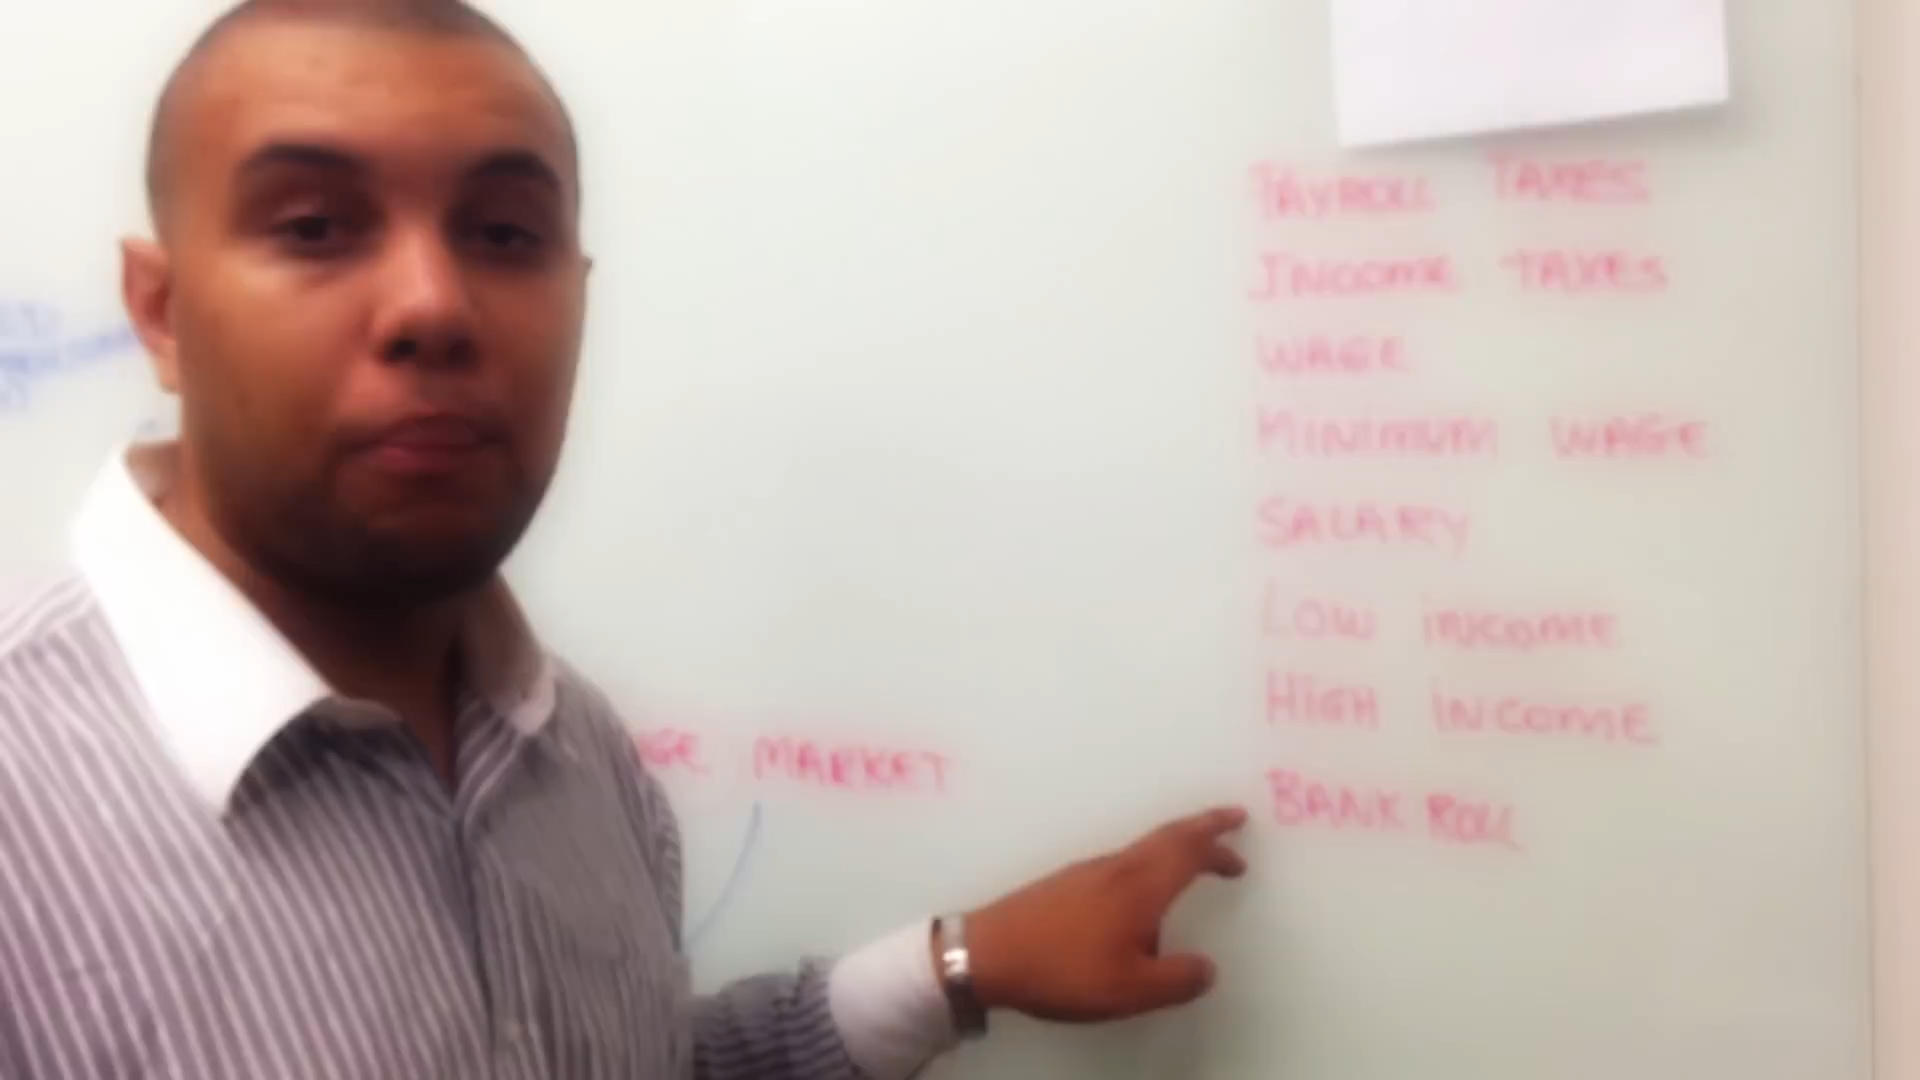 PAYROLL TAXES
INCOME TAXES
WAGE
MINIMUM WAGE
SALARY
LOW INCOME
HIGH INCOME
BANK ROLL
MARKET